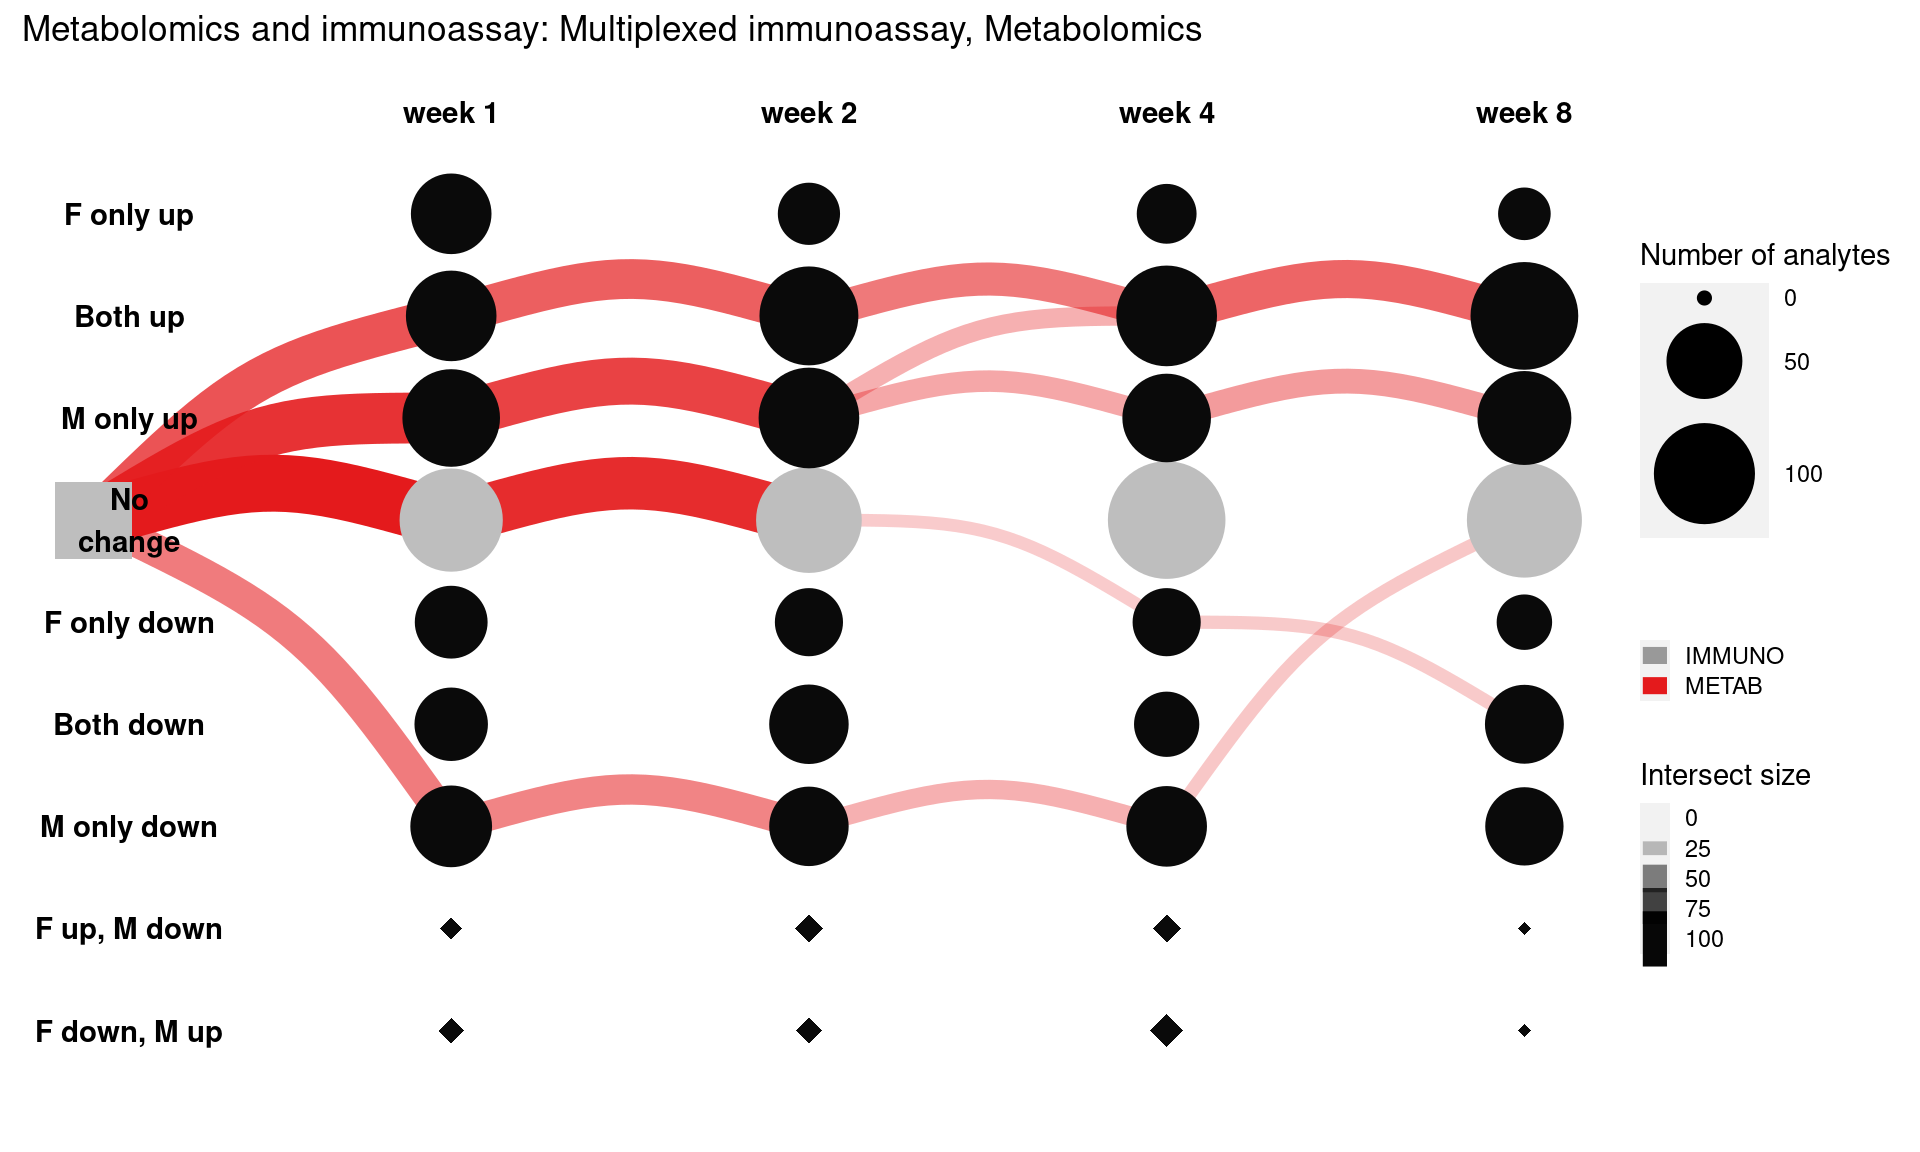 Metabolomics and immunoassay: Multiplexed immunoassay, Metabolomics
week 1
week 2
week 4
week 8
F only up
Both up
M only up
No
change
F only down
Both down
M only down
F up, M down
F down, M up
Number of analytes
0
50
100
IMMUNO
METAB
Intersect size
0
25
50
75
100